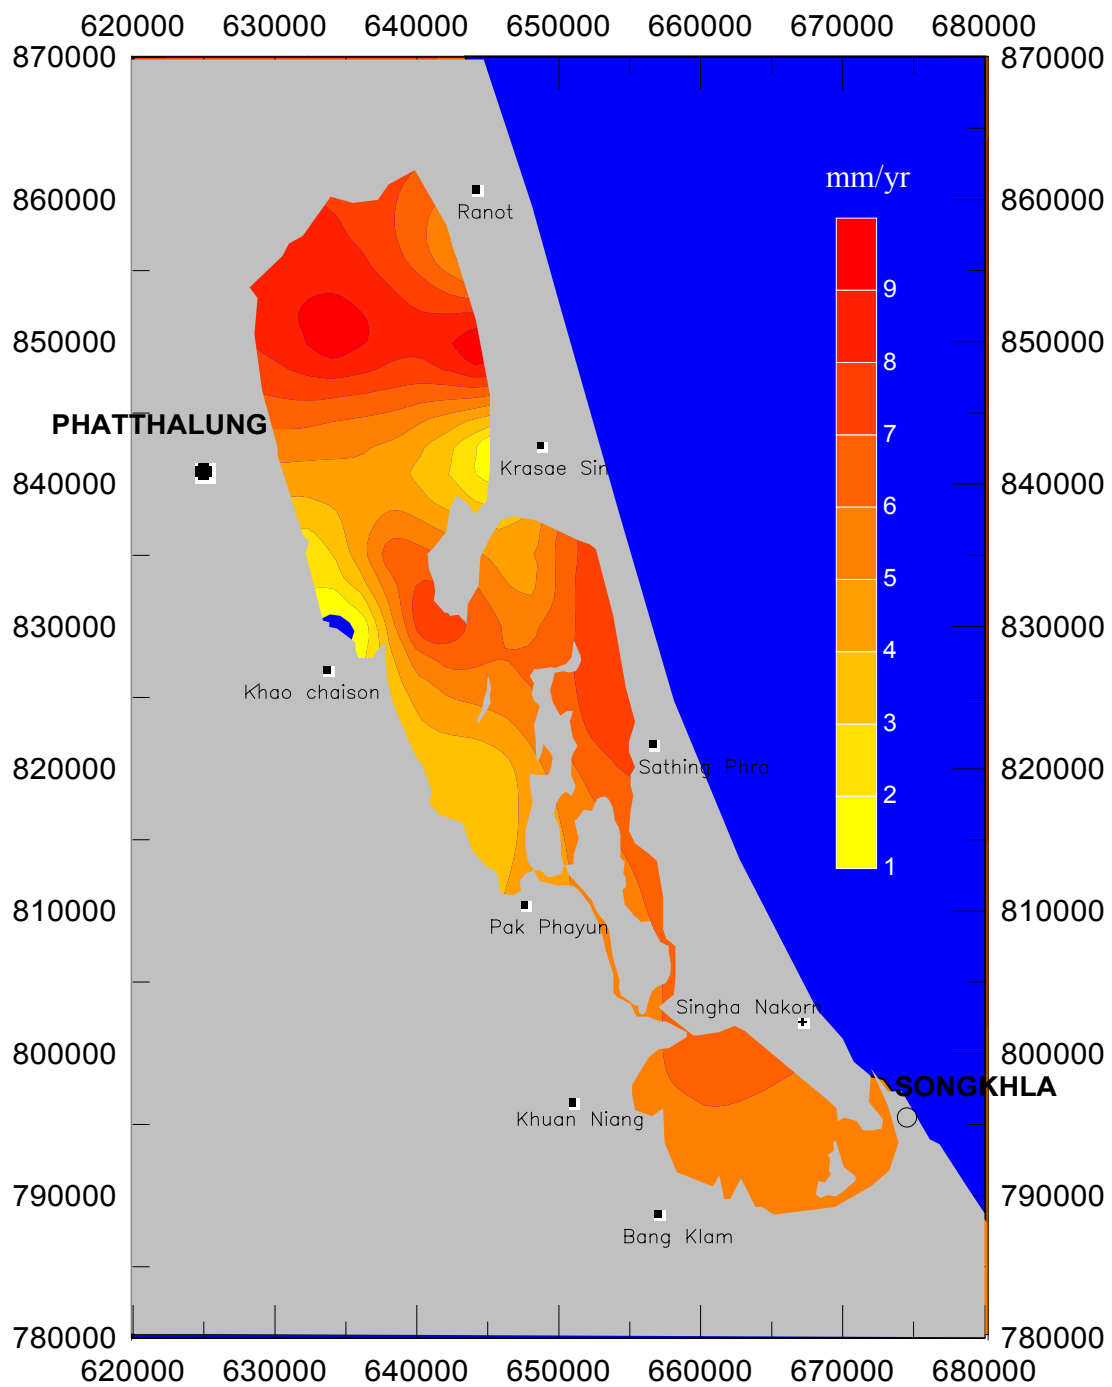 620000 630000 640000 650000 660000 670000 680000
870000 870000
mm/yr
860000 860000
Ranot
9
850000 850000
8
7
PHATTHALUNG
Krasae Sin
840000 840000
6
5
4
830000 830000
Khao chaison
3
Sathing Phra
820000 820000
2
1
810000 810000
Pak Phayun
Singha Nakorn
800000 800000
SONGKHLA
Khuan Niang
790000 790000
Bang Klam
780000 780000
620000 630000 640000 650000 660000 670000 680000